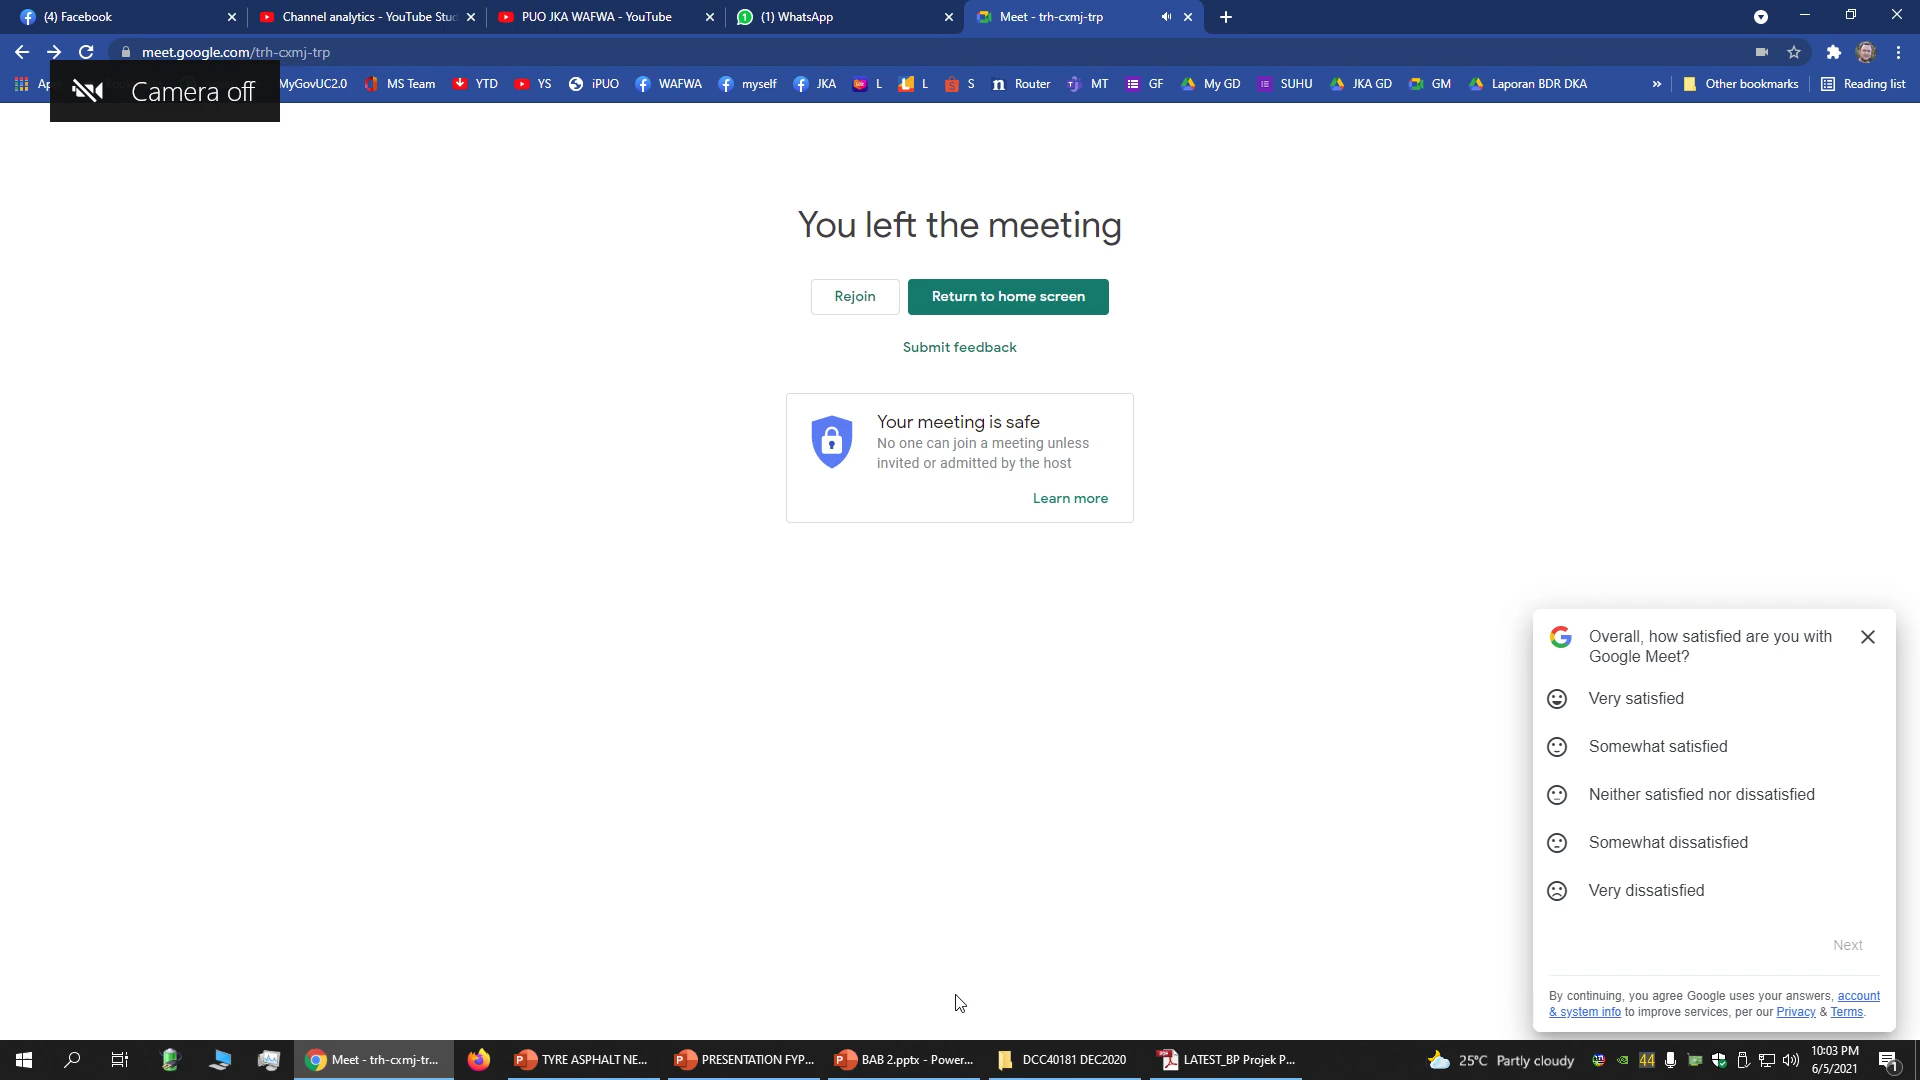 (4) Facebook
Channel analytics - YouTube Stud
PUO JKA WAFWA - YouTube
(1) WhatsApp
Meet - trh-cxmj-trp
meet.google.com/trh-cxmj-trp
Camera off
MyGovUC2.0
MS Team
YTD
YS
iPUO
WAFWA
myself
JKA
L
L
S
Router
MT
GF
My GD
SUHU
JKA GD
GM
Laporan BDR DKA
»
Other bookmarks
Reading list
You left the meeting
Rejoin
Return to home screen
Submit feedback
Your meeting is safe
No one can join a meeting unless
invited or admitted by the host
Learn more
Overall, how satisfied are you with
Google Meet?
Very satisfied
Somewhat satisfied
Neither satisfied nor dissatisfied
Somewhat dissatisfied
Very dissatisfied
Next
By continuing, you agree Google uses your answers, account
& system info to improve services, per our Privacy & Terms.
Meet - trh-cxmj-tr...
TYRE ASPHALT NE...
PRESENTATION FYP...
BAB 2.pptx - Power...
DCC40181 DEC2020
LATEST_BP Projek P...
25°C Partly cloudy
44
10:03 PM
6/5/2021
1